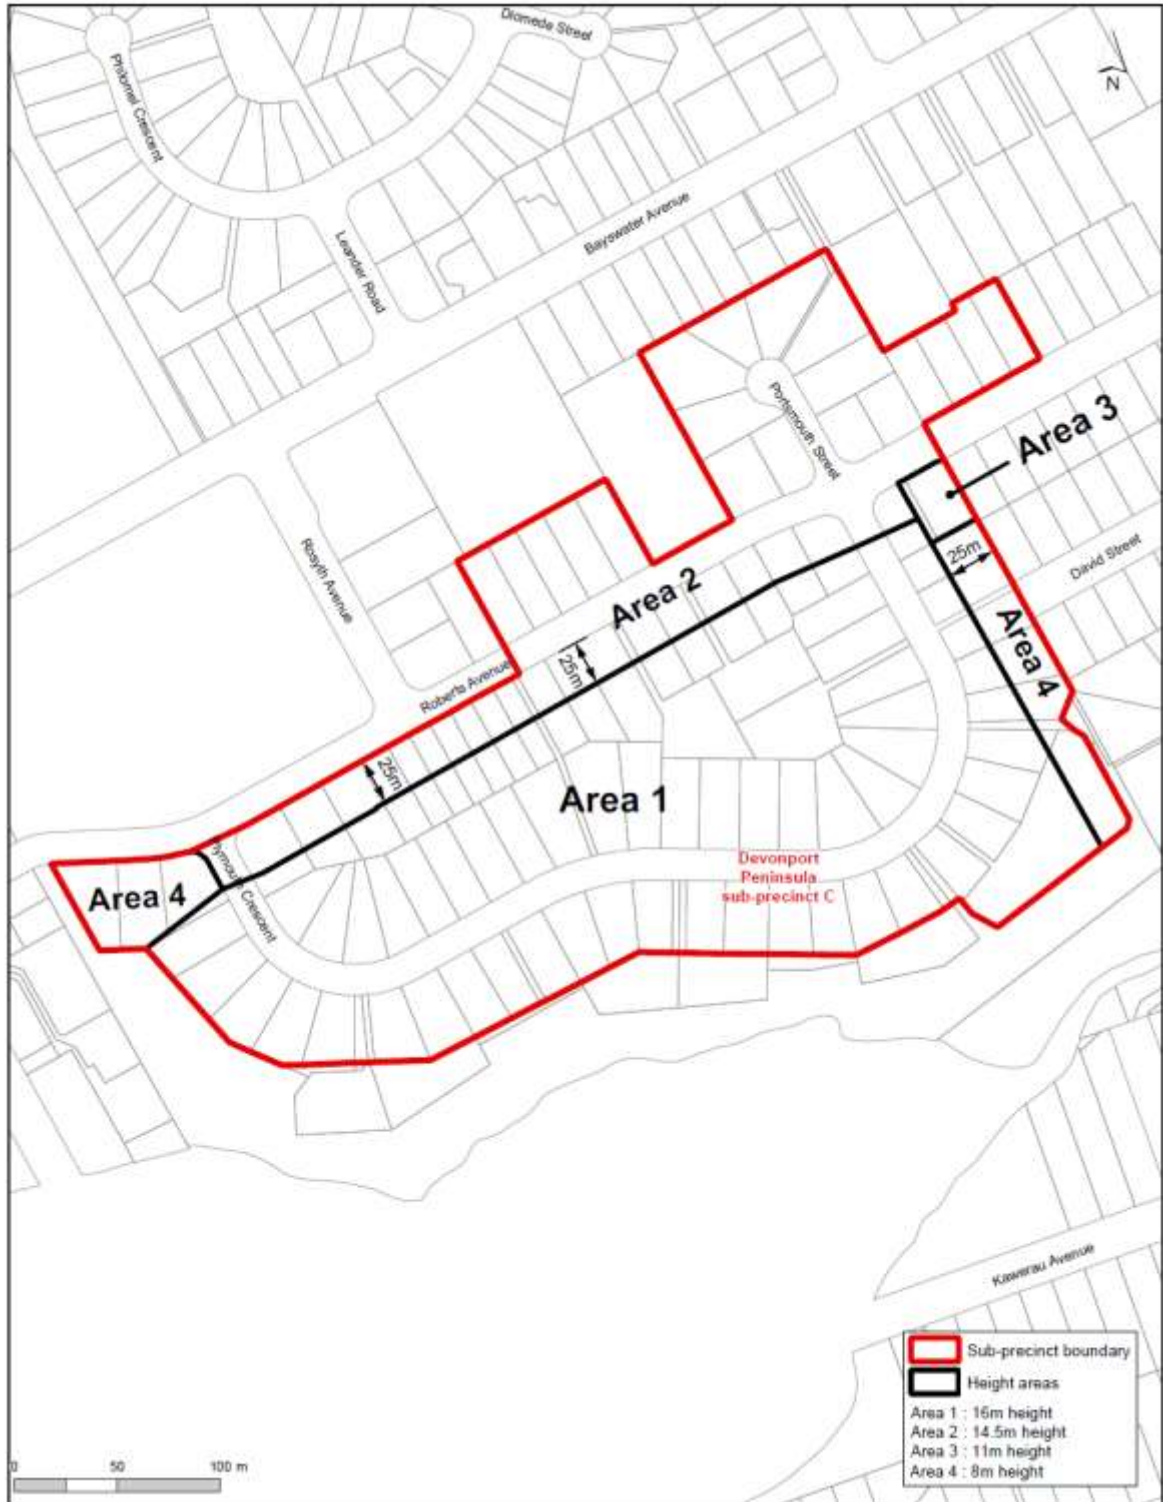 Diomede Street
Philomel Crescent
N
Bayswater Avenue
Leander Road
Portsmouth Street
Area 3
Rosyth Avenue
25m
David Street
Area 2
Area 4
25m
Roberts Avenue
25m
Area 1
Plymouth Crescent
Devonport
Peninsula
sub-precinct C
Area 4
Kawerau Avenue
Sub-precinct boundary
Height areas
Area 1 : 16m height
Area 2 : 14.5m height
Area 3 : 11m height
Area 4 : 8m height
0 50 100 m